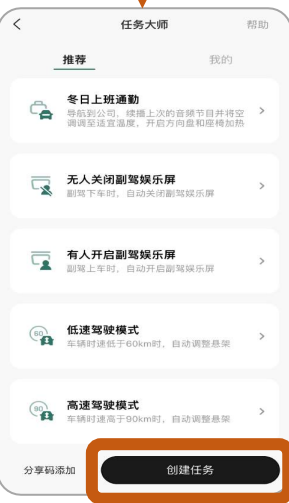 任务大师
帮助
推荐
我的
冬日上班通勤
导航到公司，续播上次的音频节目并将空
调调至适宜温度，开启方向盘和座椅加热
无人关闭副驾娱乐屏
副驾下车时，自动关闭副驾娱乐屏
有人开启副驾娱乐屏
副驾上车时，自动开启副驾娱乐屏
60
低速驾驶模式
车辆时速低于60km时，自动调整悬架
90
高速驾驶模式
车辆时速高于90km时，自动调整悬架
分享码添加
创建任务